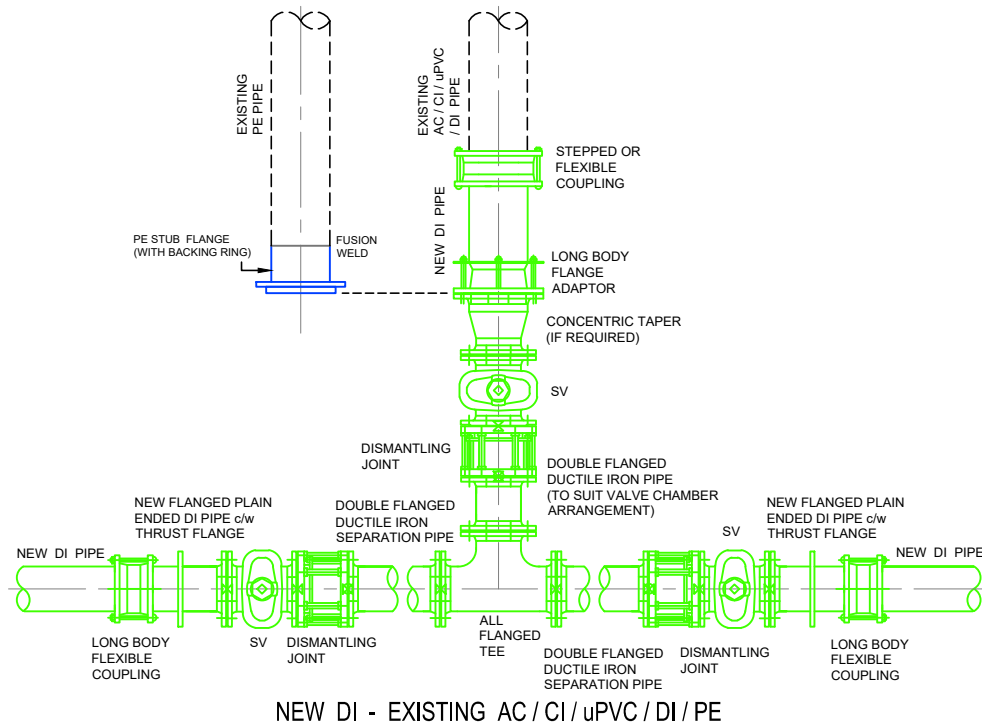 EXISTING
PE PIPE
EXISTING
AC / CI / uPVC
/ DI PIPE
STEPPED OR
FLEXIBLE
COUPLING
NEW DI PIPE
PE STUB FLANGE
(WITH BACKING RING)
FUSION
WELD
LONG BODY
FLANGE
ADAPTOR
CONCENTRIC TAPER
(IF REQUIRED)
SV
DISMANTLING
JOINT
DOUBLE FLANGED
DUCTILE IRON PIPE
(TO SUIT VALVE CHAMBER
ARRANGEMENT)
NEW FLANGED PLAIN
ENDED DI PIPE c/w
THRUST FLANGE
DOUBLE FLANGED
DUCTILE IRON
SEPARATION PIPE
SV
NEW FLANGED PLAIN
ENDED DI PIPE c/w
THRUST FLANGE
NEW DI PIPE
NEW DI PIPE
LONG BODY
FLEXIBLE
COUPLING
SV
DISMANTLING
JOINT
ALL
FLANGED
TEE
DOUBLE FLANGED
DUCTILE IRON
SEPARATION PIPE
DISMANTLING
JOINT
LONG BODY
FLEXIBLE
COUPLING
NEW DI - EXISTING AC / CI / uPVC / DI / PE